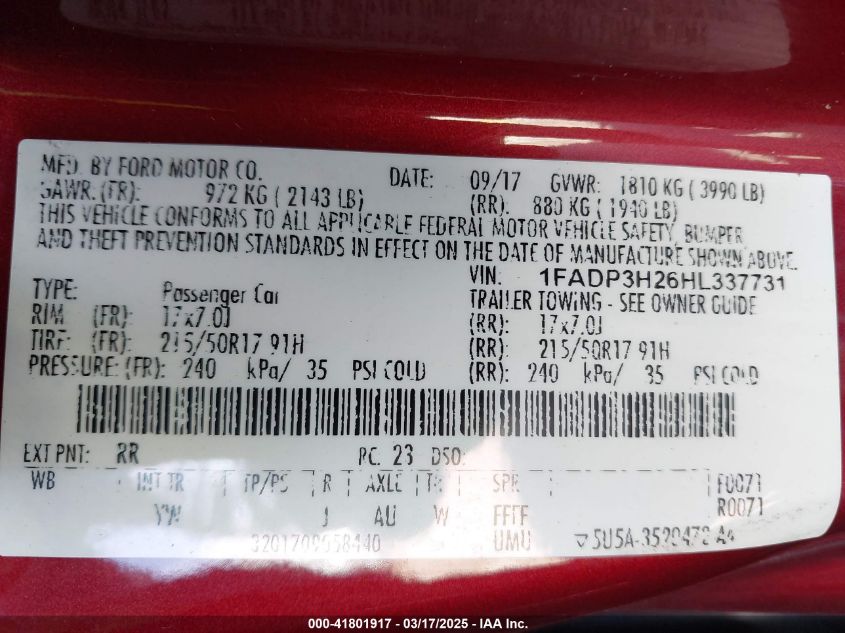 MFD. BY FORD MOTOR CO. DATE: 09/17 GVWR: 1810 KG ( 3990 LB)
GAWR: (FR): 972 KG ( 2143 LB) (RR): 880 KG ( 1940 LB)
THIS VEHICLE CONFORMS TO ALL APPLICABLE FEDERAL MOTOR VEHICLE SAFETY, BUMPER
AND THEFT PREVENTION STANDARDS IN EFFECT ON THE DATE OF MANUFACTURE SHOWN ABOVE.
VIN: 1FADP3H26HL337731
TYPE: Passenger Car TRAILER TOWING - SEE OWNER GUIDE
RIM (FR): 17x7.0J (RR): 17x7.0J
TIRE: (FR): 215/50R17 91H (RR): 215/50R17 91H
PRESSURE: (FR): 240 kPa/ 35 PSI COLD (RR): 240 kPa/ 35 PSI COLD
EXT PNT: RR RC: 23 DSO:
WB INT TR TP/PS R AXLE TR SPR F0071
YW J AU W FFTF R0071
UMU
000-41801917 - 03/17/2025 - IAA Inc.